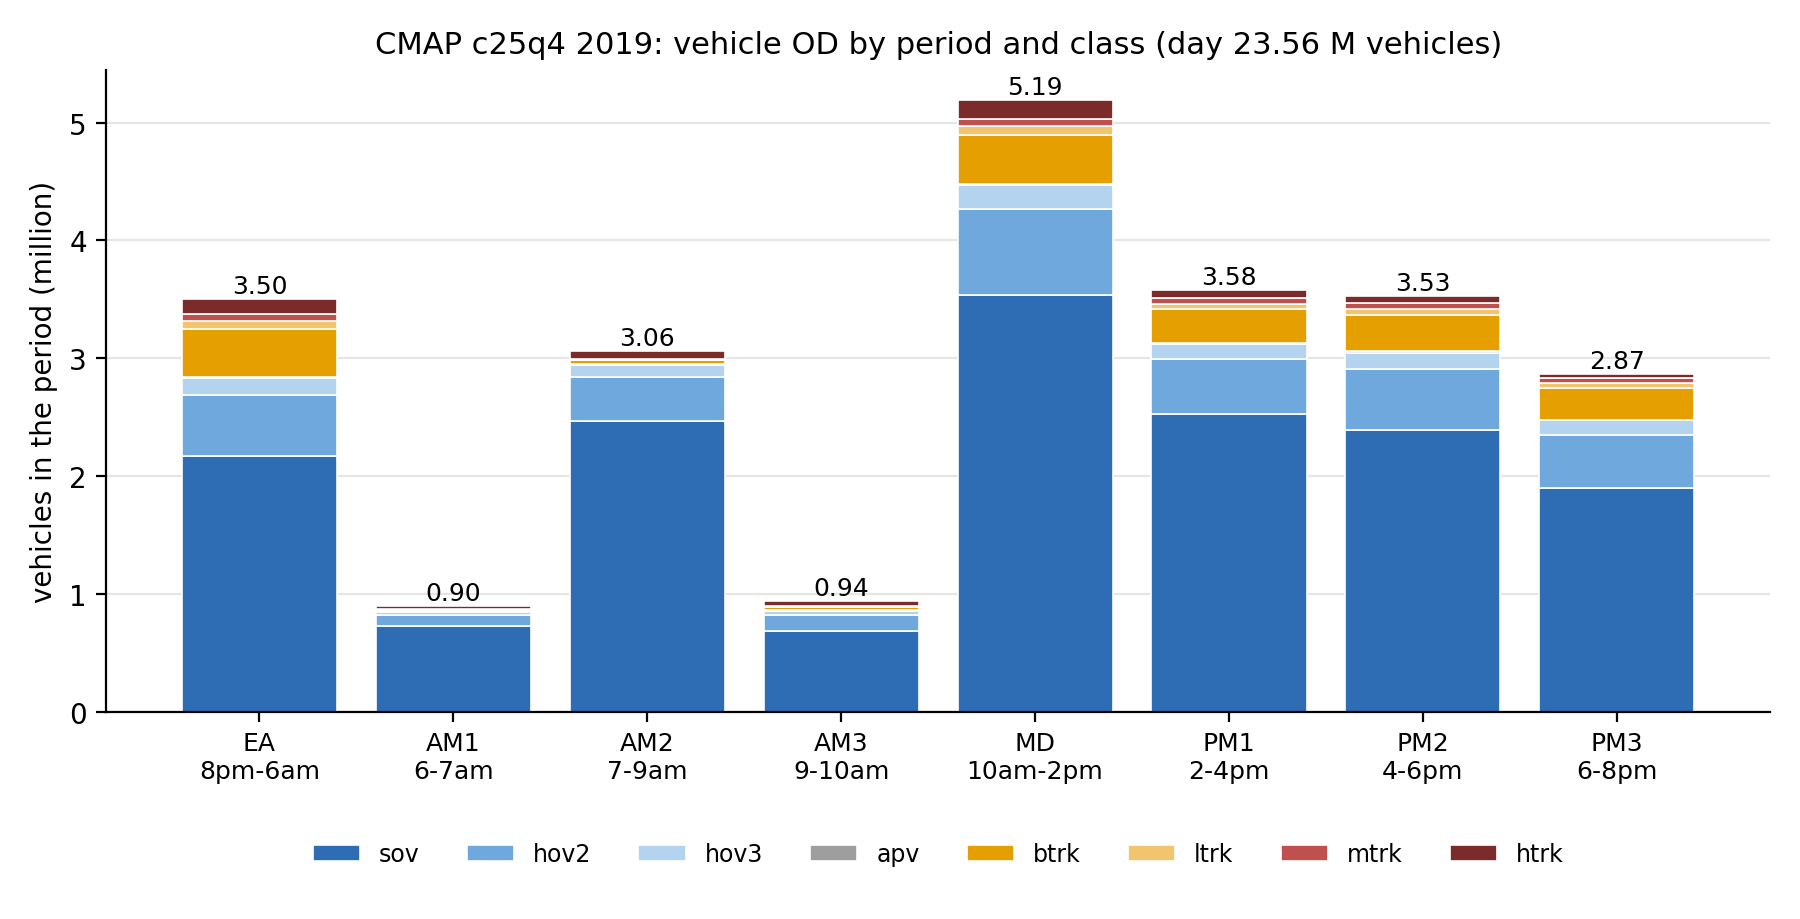 CMAP c25q4 2019: vehicle OD by period and class (day 23.56 M vehicles)
vehicles in the period (million)
5
4
3
2
1
0
3.50
0.90
3.06
0.94
5.19
3.58
3.53
2.87
EA AM1 AM2 AM3 MD PM1 PM2 PM3
8pm-6am 6-7am 7-9am 9-10am 10am-2pm 2-4pm 4-6pm 6-8pm
sov hov2 hov3 apv btrk ltrk mtrk htrk